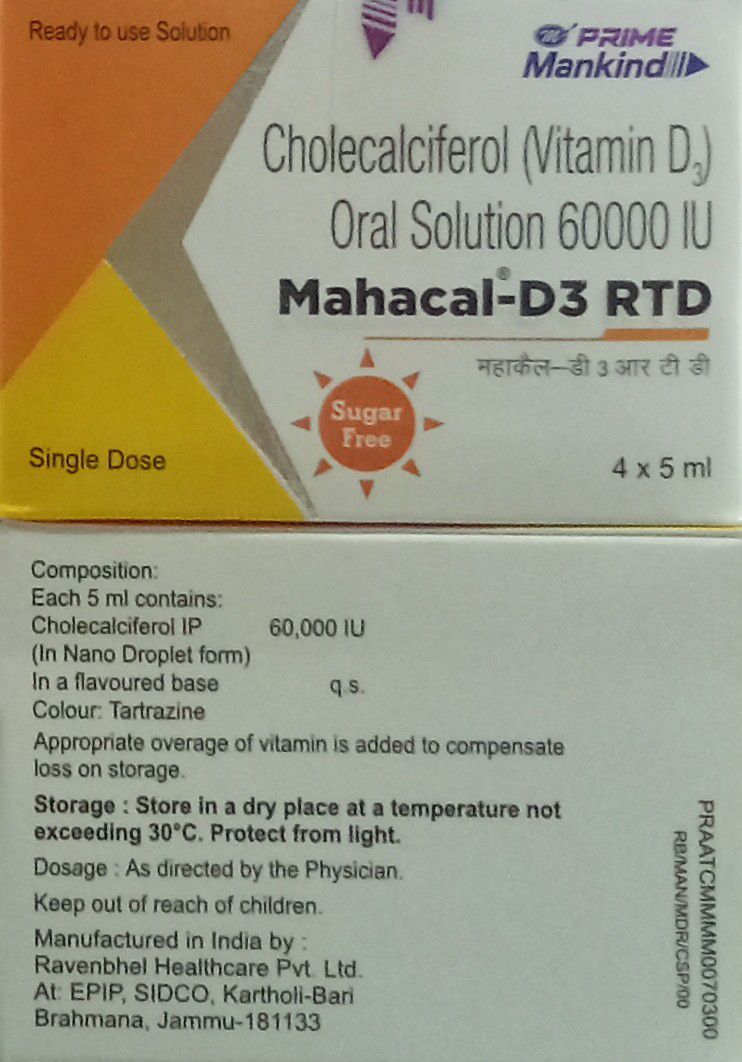 Ready to use Solution
PRIME
Mankind
Cholecalciferol (Vitamin D3)
Oral Solution 60000 IU
Mahacal®-D3 RTD
महाकैल–डी 3 आर टी डी
Sugar
Free
Single Dose
4 x 5 ml
Composition:
Each 5 ml contains:
Cholecalciferol IP 60,000 IU
(In Nano Droplet form)
In a flavoured base q.s.
Colour: Tartrazine
Appropriate overage of vitamin is added to compensate
loss on storage.
Storage : Store in a dry place at a temperature not
exceeding 30°C. Protect from light.
Dosage : As directed by the Physician.
Keep out of reach of children.
Manufactured in India by :
Ravenbhel Healthcare Pvt. Ltd.
At: EPIP, SIDCO, Kartholi-Bari
Brahmana, Jammu-181133
PRAATCMMMM0070300
RB/MAN/MDR/CSP/00